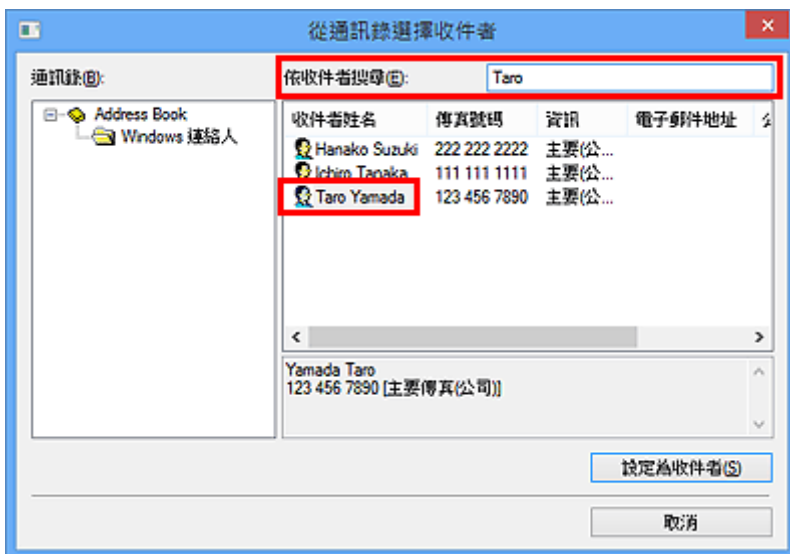 從通訊錄選擇收件者
通訊錄(B):
依收件者搜尋(E): Taro
Address Book
Windows 連絡人
收件者姓名 傳真號碼 資訊 電子郵件地址
Hanako Suzuki 222 222 2222 主要(公...
Ichiro Tanaka 111 111 1111 主要(公...
Taro Yamada 123 456 7890 主要(公...
Yamada Taro
123 456 7890 [主要傳真(公司)]
設定為收件者(S)
取消